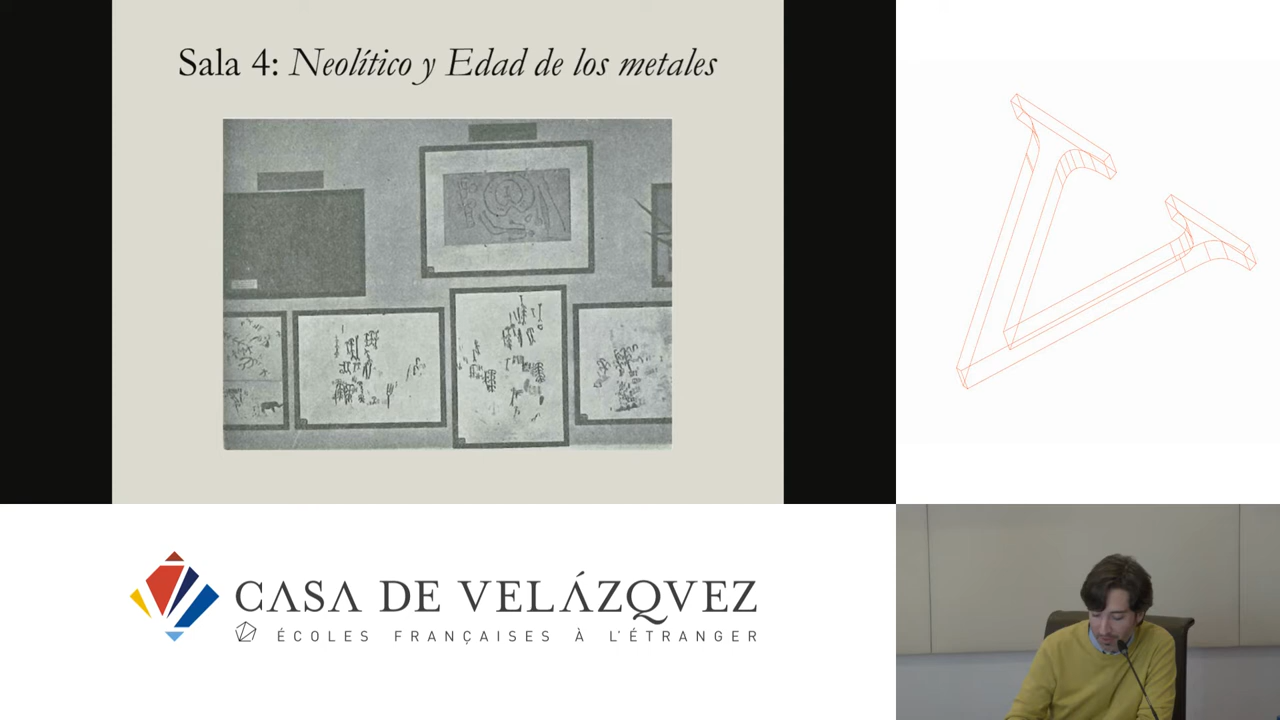 Sala 4: Neolítico y Edad de los metales
CASA DE VELÁZQVEZ
ÉCOLES FRANÇAISES À L'ÉTRANGER